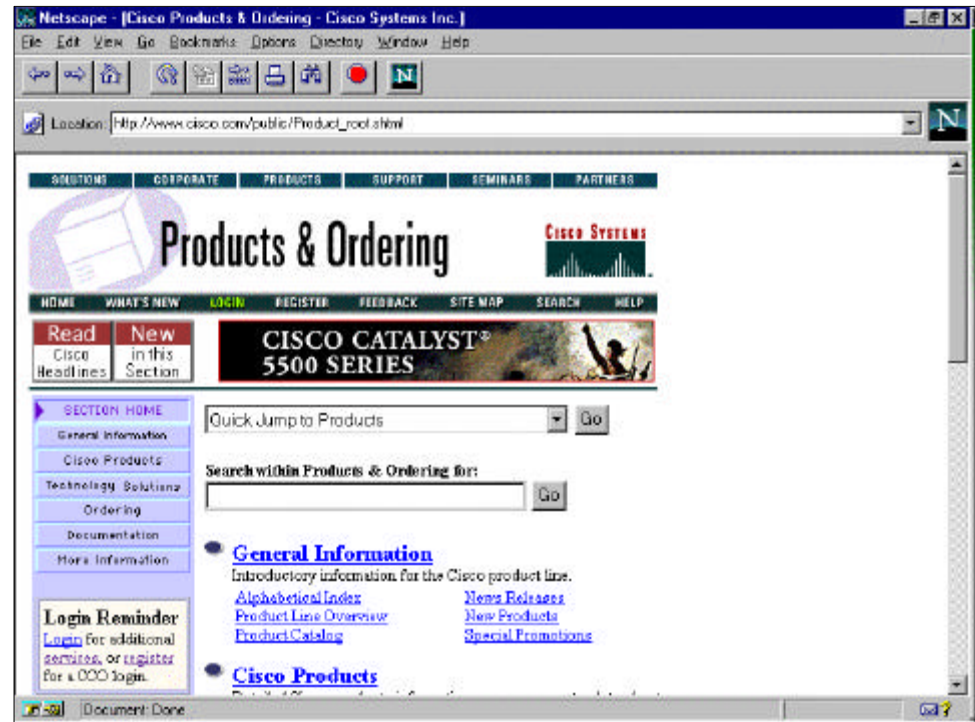 Netscape - [Cisco Products & Ordering - Cisco Systems Inc.]
File Edit View Go Bookmarks Options Directory Window Help
N
Location: http://www.cisco.com/public/Product_root.shtml
N
SOLUTIONS CORPORATE PRODUCTS SUPPORT SEMINARS PARTNERS
Products & Ordering
CISCO SYSTEMS
HOME WHAT'S NEW LOGIN REGISTER FEEDBACK SITE MAP SEARCH HELP
Read
Cisco
Headlines
New
in this
Section
CISCO CATALYST®
5500 SERIES
SECTION HOME
General Information
Cisco Products
Technology Solutions
Ordering
Documentation
More Information
Login Reminder
Login for additional
services, or register
for a CCO login.
Quick Jump to Products
Go
Search within Products & Ordering for:
Go
General Information
Introductory information for the Cisco product line.
Alphabetical Index News Releases
Product Line Overview New Products
Product Catalog Special Promotions
Cisco Products
Document: Done